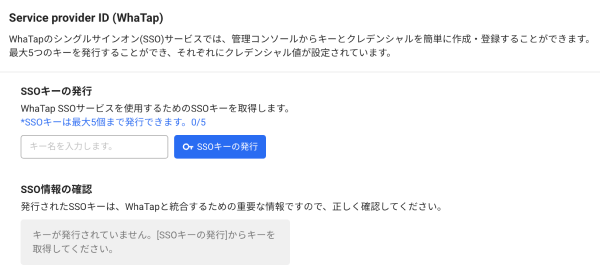 Service provider ID (WhaTap)
WhaTapのシングルサインオン(SSO)サービスでは、管理コンソールからキーとクレデンシャルを簡単に作成・登録することができます。
最大5つのキーを発行することができ、それぞれにクレデンシャル値が設定されています。
SSOキーの発行
WhaTap SSOサービスを使用するためのSSOキーを取得します。
*SSOキーは最大5個まで発行できます。0/5
キー名を入力します。
SSOキーの発行
SSO情報の確認
発行されたSSOキーは、WhaTapと統合するための重要な情報ですので、正しく確認してください。
キーが発行されていません。[SSOキーの発行]からキーを
取得してください。